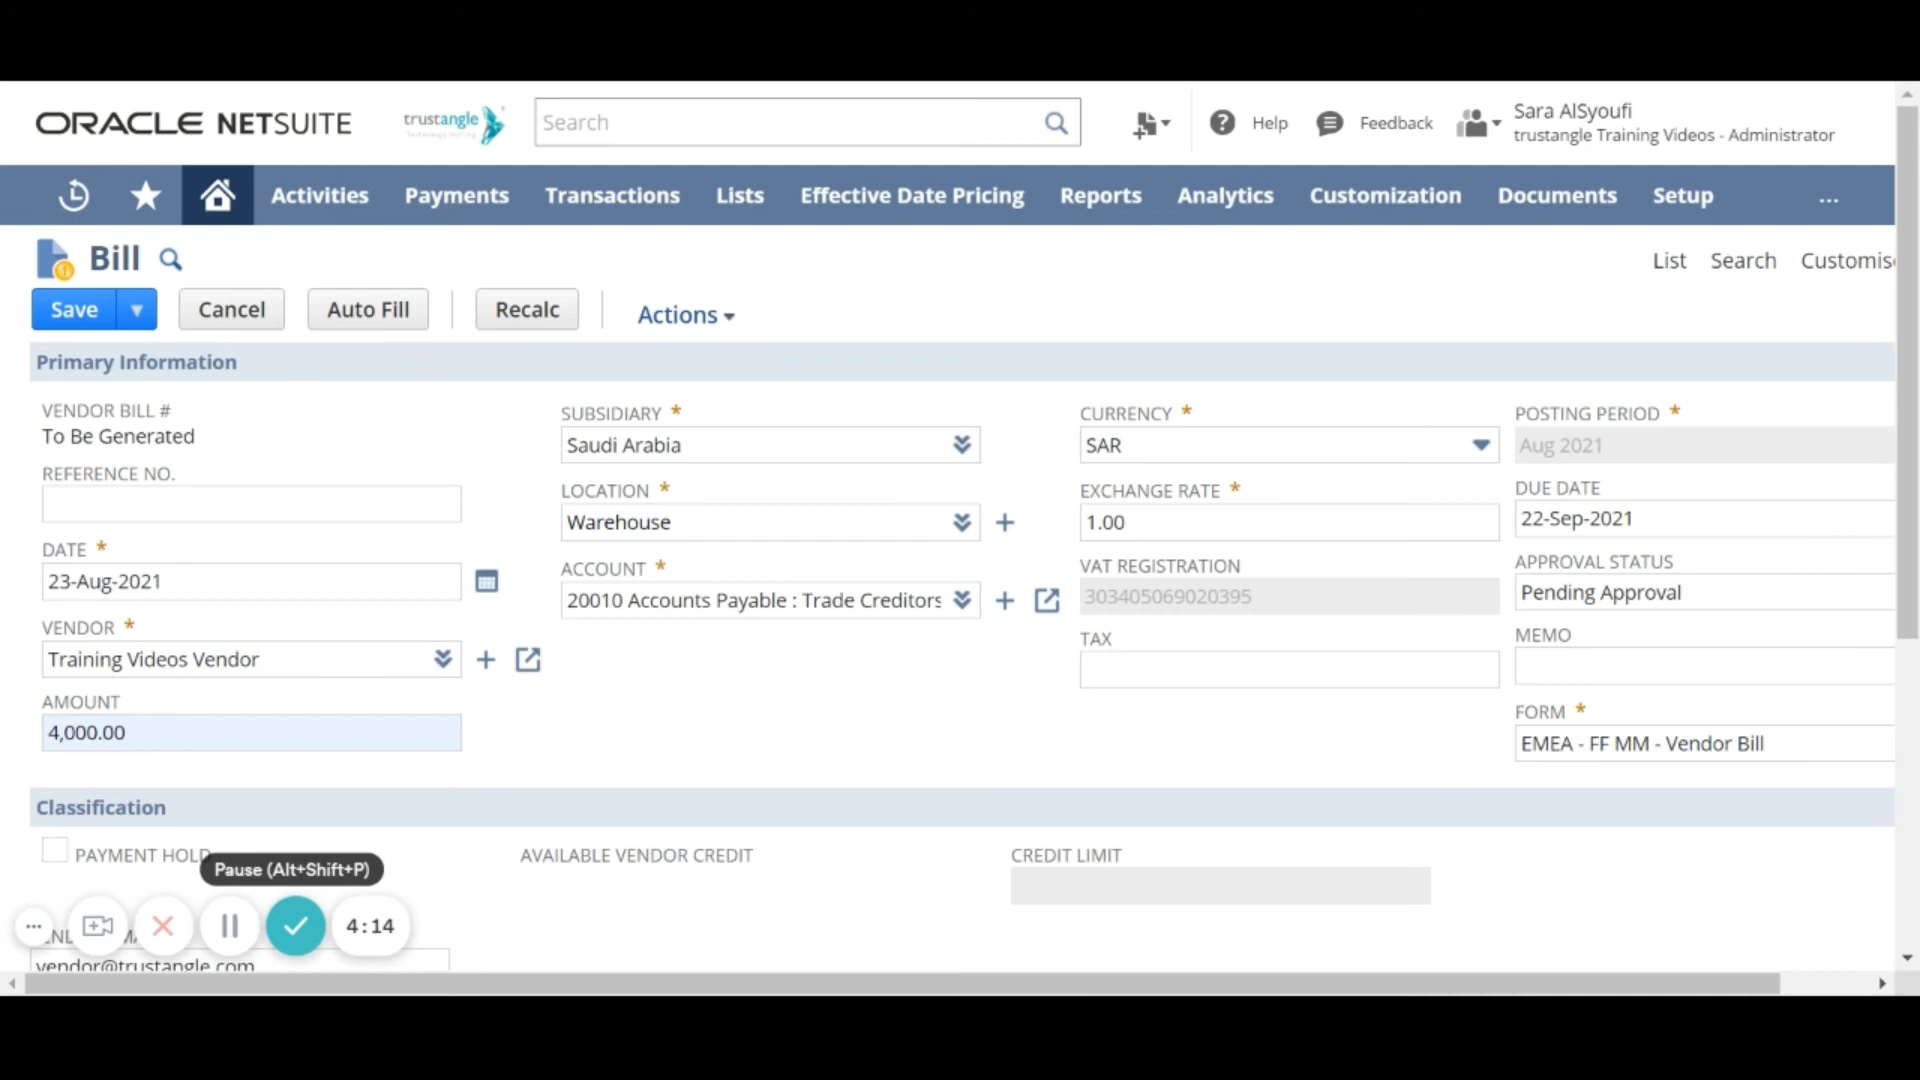 ORACLE NETSUITE
trustangle
Search
Help
Feedback
Sara AlSyoufi
trustangle Training Videos - Administrator
Activities
Payments
Transactions
Lists
Effective Date Pricing
Reports
Analytics
Customization
Documents
Setup
...
Bill
List
Search
Customise
Save
Cancel
Auto Fill
Recalc
Actions
Primary Information
VENDOR BILL #
To Be Generated
REFERENCE NO.
DATE *
23-Aug-2021
VENDOR *
Training Videos Vendor
AMOUNT
4,000.00
SUBSIDIARY *
Saudi Arabia
LOCATION *
Warehouse
ACCOUNT *
20010 Accounts Payable : Trade Creditors
CURRENCY *
SAR
EXCHANGE RATE *
1.00
VAT REGISTRATION
303405069020395
TAX
POSTING PERIOD *
Aug 2021
DUE DATE
22-Sep-2021
APPROVAL STATUS
Pending Approval
MEMO
FORM *
EMEA - FF MM - Vendor Bill
Classification
PAYMENT HOLD
AVAILABLE VENDOR CREDIT
CREDIT LIMIT
Pause (Alt+Shift+P)
4:14
vendor@trustangle.com